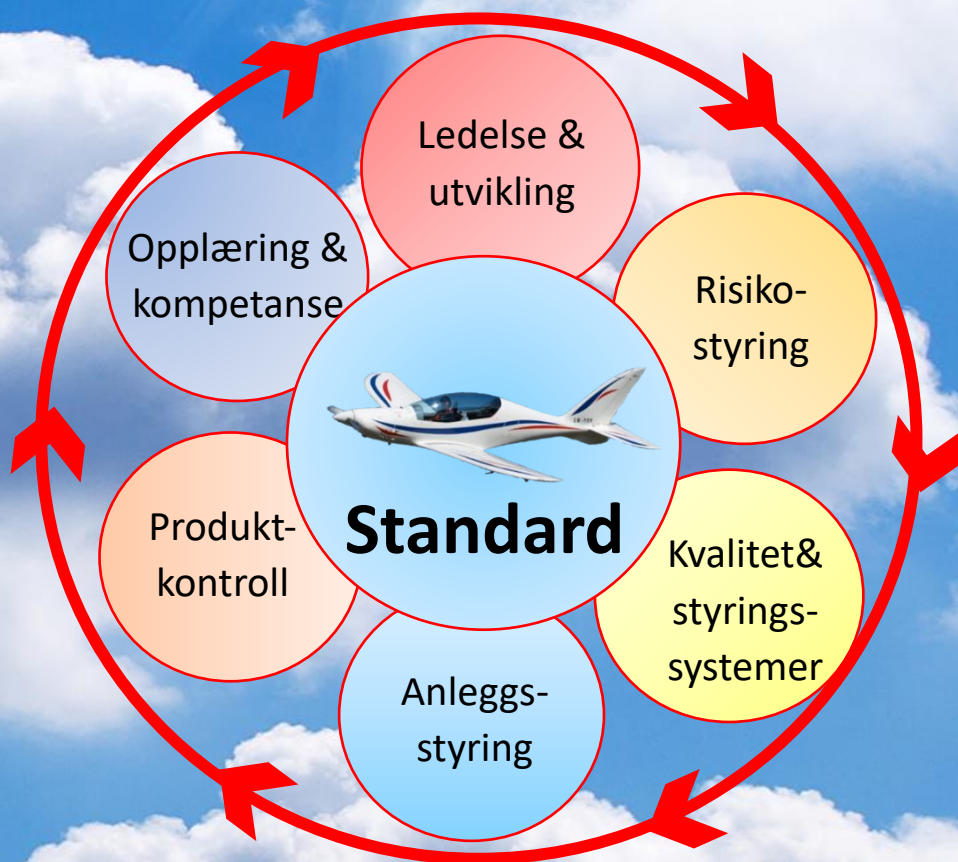 Ledelse &
utvikling
Risiko-
styring
Kvalitet&
styrings-
systemer
Anleggs-
styring
Produkt-
kontroll
Opplæring &
kompetanse
Standard